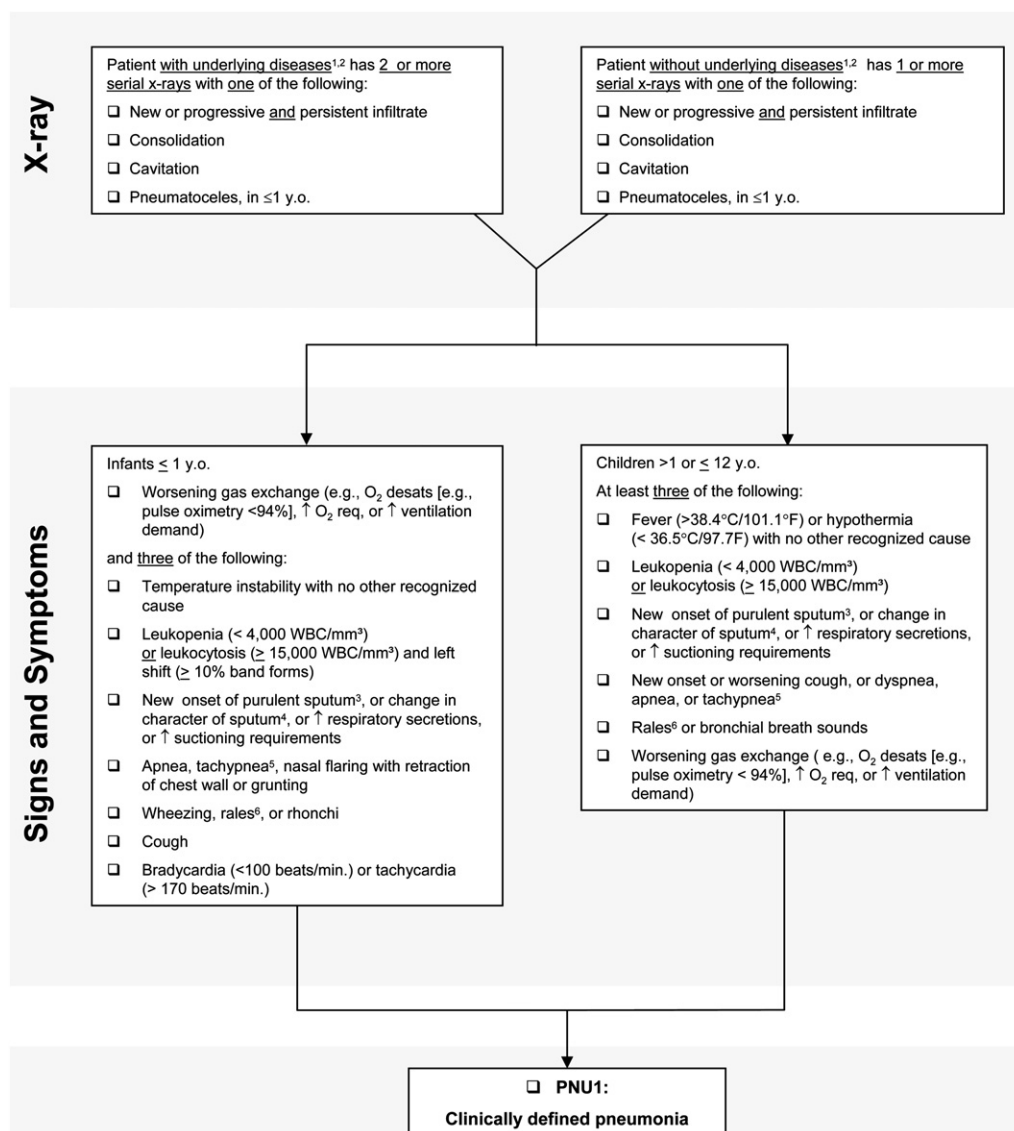 X-ray
Patient with underlying diseases¹,² has 2 or more
serial x-rays with one of the following:
❑ New or progressive and persistent infiltrate
❑ Consolidation
❑ Cavitation
❑ Pneumatoceles, in ≤1 y.o.
Patient without underlying diseases¹,² has 1 or more
serial x-rays with one of the following:
❑ New or progressive and persistent infiltrate
❑ Consolidation
❑ Cavitation
❑ Pneumatoceles, in ≤1 y.o.
Signs and Symptoms
Infants ≤ 1 y.o.
❑ Worsening gas exchange (e.g., O₂ desats [e.g.,
pulse oximetry <94%], ↑ O₂ req, or ↑ ventilation
demand)
and three of the following:
❑ Temperature instability with no other recognized
cause
❑ Leukopenia (< 4,000 WBC/mm³)
or leukocytosis (≥ 15,000 WBC/mm³) and left
shift (≥ 10% band forms)
❑ New onset of purulent sputum³, or change in
character of sputum⁴, or ↑ respiratory secretions,
or ↑ suctioning requirements
❑ Apnea, tachypnea⁵, nasal flaring with retraction
of chest wall or grunting
❑ Wheezing, rales⁶, or rhonchi
❑ Cough
❑ Bradycardia (<100 beats/min.) or tachycardia
(> 170 beats/min.)
Children >1 or ≤ 12 y.o.
At least three of the following:
❑ Fever (>38.4°C/101.1°F) or hypothermia
(< 36.5°C/97.7F) with no other recognized cause
❑ Leukopenia (< 4,000 WBC/mm³)
or leukocytosis (≥ 15,000 WBC/mm³)
❑ New onset of purulent sputum³, or change in
character of sputum⁴, or ↑ respiratory secretions,
or ↑ suctioning requirements
❑ New onset or worsening cough, or dyspnea,
apnea, or tachypnea⁵
❑ Rales⁶ or bronchial breath sounds
❑ Worsening gas exchange ( e.g., O₂ desats [e.g.,
pulse oximetry < 94%], ↑ O₂ req, or ↑ ventilation
demand)
❑ PNU1:
Clinically defined pneumonia